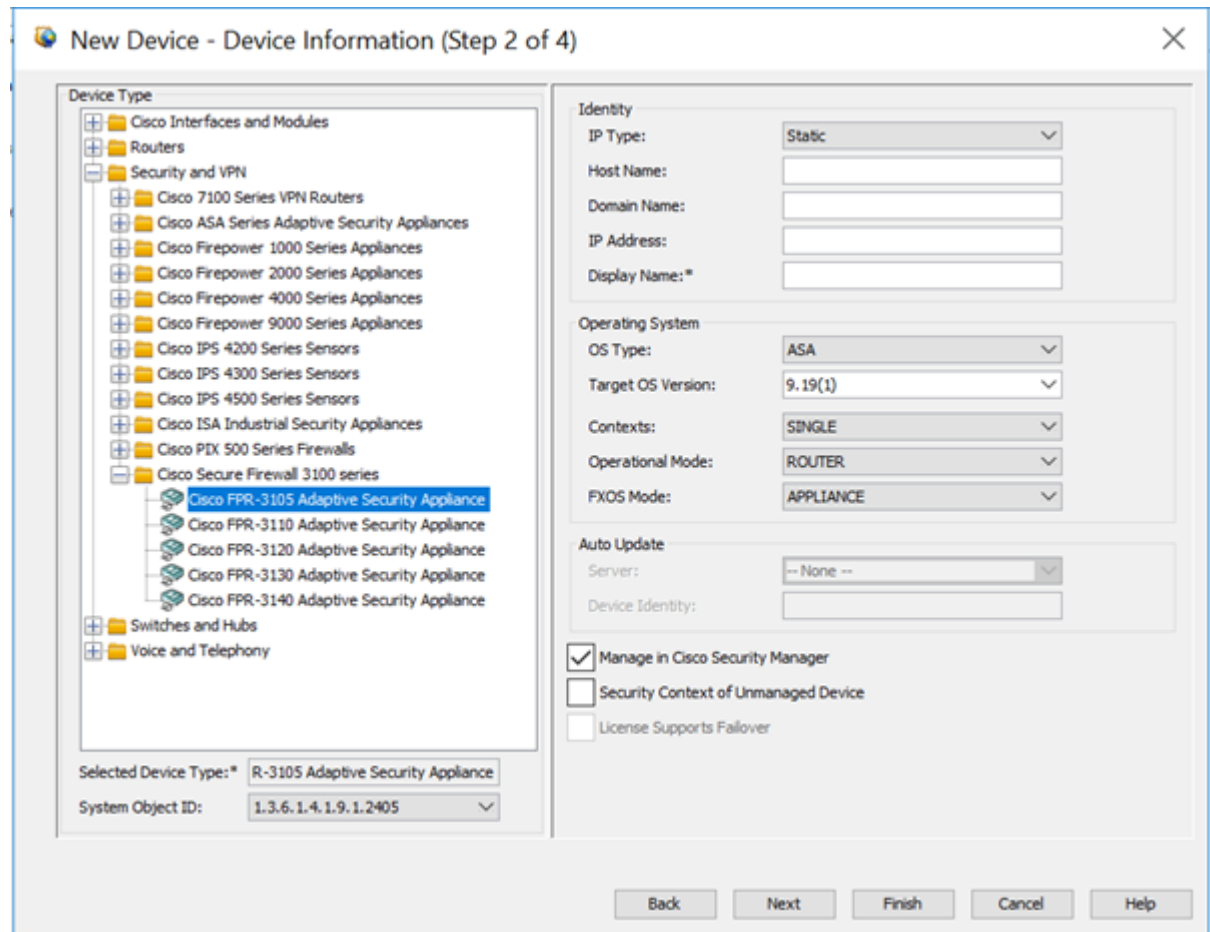 New Device - Device Information (Step 2 of 4)
Device Type
Cisco Interfaces and Modules
Routers
Security and VPN
Cisco 7100 Series VPN Routers
Cisco ASA Series Adaptive Security Appliances
Cisco Firepower 1000 Series Appliances
Cisco Firepower 2000 Series Appliances
Cisco Firepower 4000 Series Appliances
Cisco Firepower 9000 Series Appliances
Cisco IPS 4200 Series Sensors
Cisco IPS 4300 Series Sensors
Cisco IPS 4500 Series Sensors
Cisco ISA Industrial Security Appliances
Cisco PIX 500 Series Firewalls
Cisco Secure Firewall 3100 series
Cisco FPR-3105 Adaptive Security Appliance
Cisco FPR-3110 Adaptive Security Appliance
Cisco FPR-3120 Adaptive Security Appliance
Cisco FPR-3130 Adaptive Security Appliance
Cisco FPR-3140 Adaptive Security Appliance
Switches and Hubs
Voice and Telephony
Selected Device Type:* R-3105 Adaptive Security Appliance
System Object ID: 1.3.6.1.4.1.9.1.2405
Identity
IP Type: Static
Host Name:
Domain Name:
IP Address:
Display Name:*
Operating System
OS Type: ASA
Target OS Version: 9.19(1)
Contexts: SINGLE
Operational Mode: ROUTER
FXOS Mode: APPLIANCE
Auto Update
Server: -- None --
Device Identity:
Manage in Cisco Security Manager
Security Context of Unmanaged Device
License Supports Failover
Back Next Finish Cancel Help